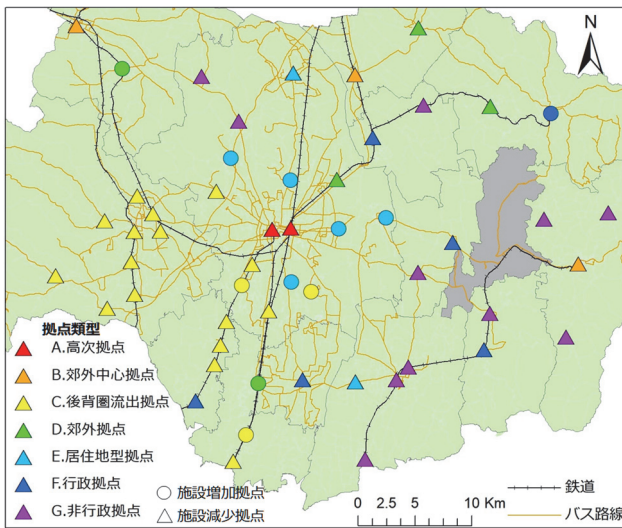 N
拠点類型
A.高次拠点
B.郊外中心拠点
C.後背圏流出拠点
D.郊外拠点
E.居住地型拠点
F.行政拠点
G.非行政拠点
施設増加拠点
施設減少拠点
0 2.5 5 10 Km
鉄道
バス路線